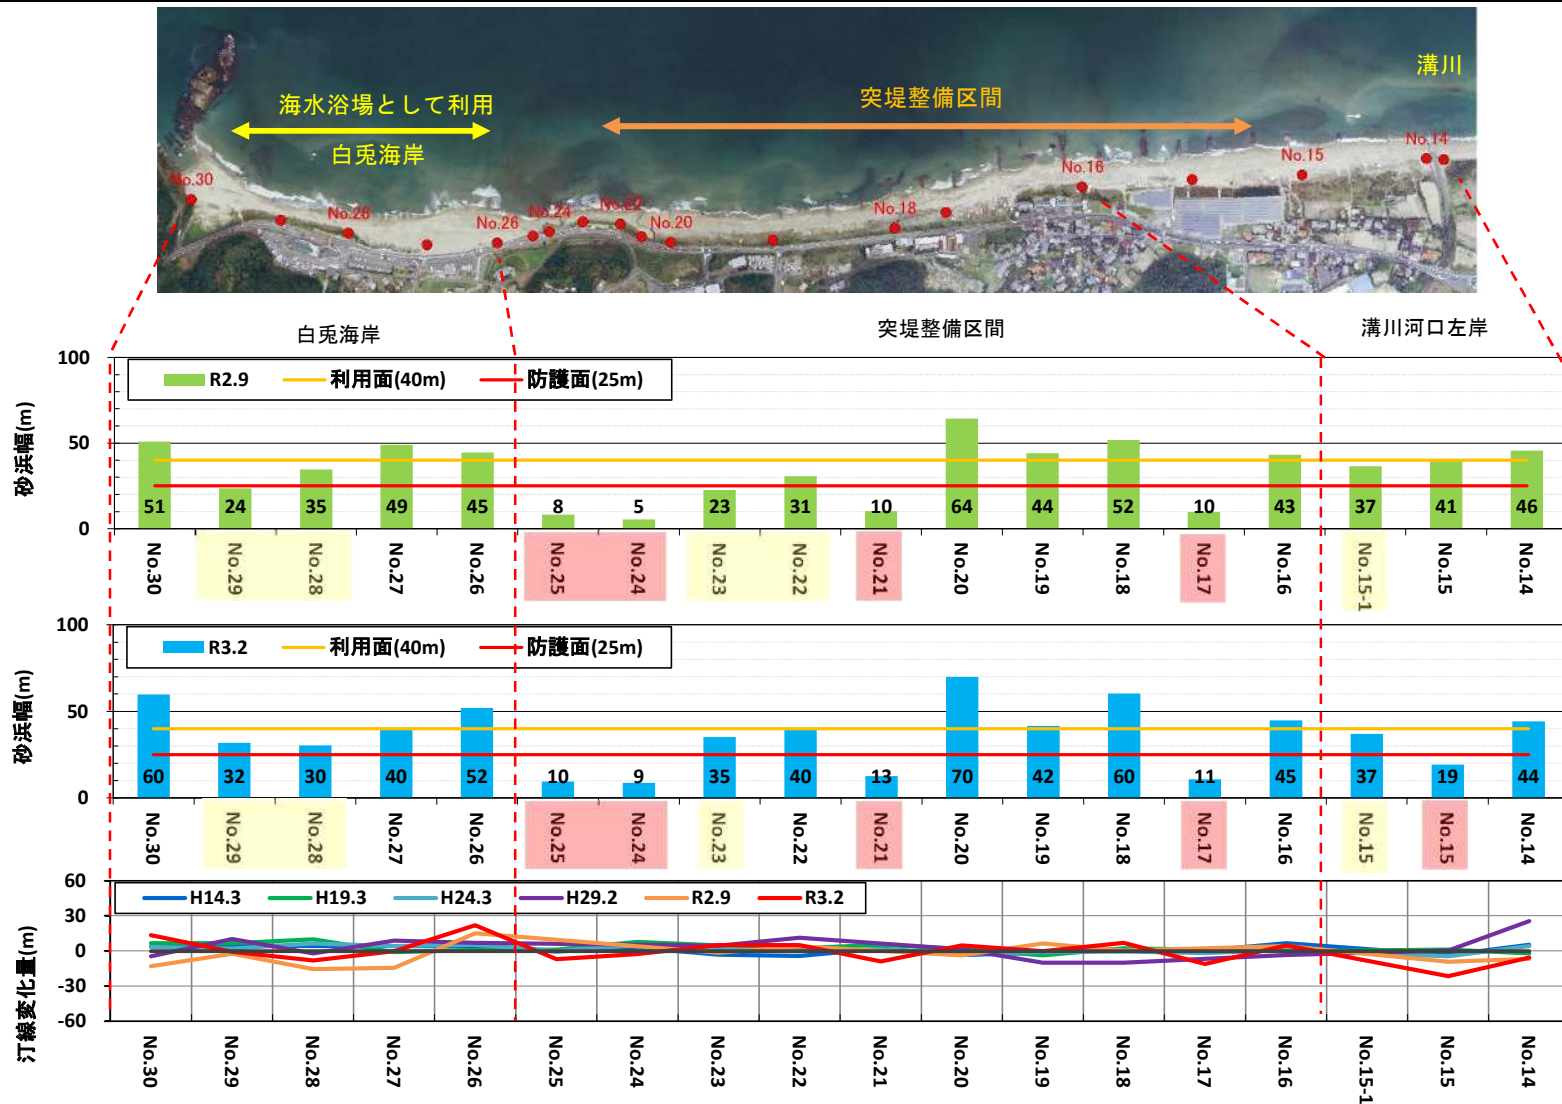 溝川
海水浴場として利用
突堤整備区間
白兎海岸
No.30
No.28
No.26
No.24
No.22
No.20
No.18
No.16
No.15
No.14
白兎海岸
突堤整備区間
溝川河口左岸
砂浜幅(m)
100
50
0
R2.9
利用面(40m)
防護面(25m)
51 24 35 49 45 8 5 23 31 10 64 44 52 10 43 37 41 46
No.30 No.29 No.28 No.27 No.26 No.25 No.24 No.23 No.22 No.21 No.20 No.19 No.18 No.17 No.16 No.15-1 No.15 No.14
砂浜幅(m)
100
50
0
R3.2
利用面(40m)
防護面(25m)
60 32 30 40 52 10 9 35 40 13 70 42 60 11 45 37 19 44
No.30 No.29 No.28 No.27 No.26 No.25 No.24 No.23 No.22 No.21 No.20 No.19 No.18 No.17 No.16 No.15 No.15 No.14
汀線変化量(m)
60
30
0
-30
-60
H14.3 H19.3 H24.3 H29.2 R2.9 R3.2
No.30 No.29 No.28 No.27 No.26 No.25 No.24 No.23 No.22 No.21 No.20 No.19 No.18 No.17 No.16 No.15-1 No.15 No.14